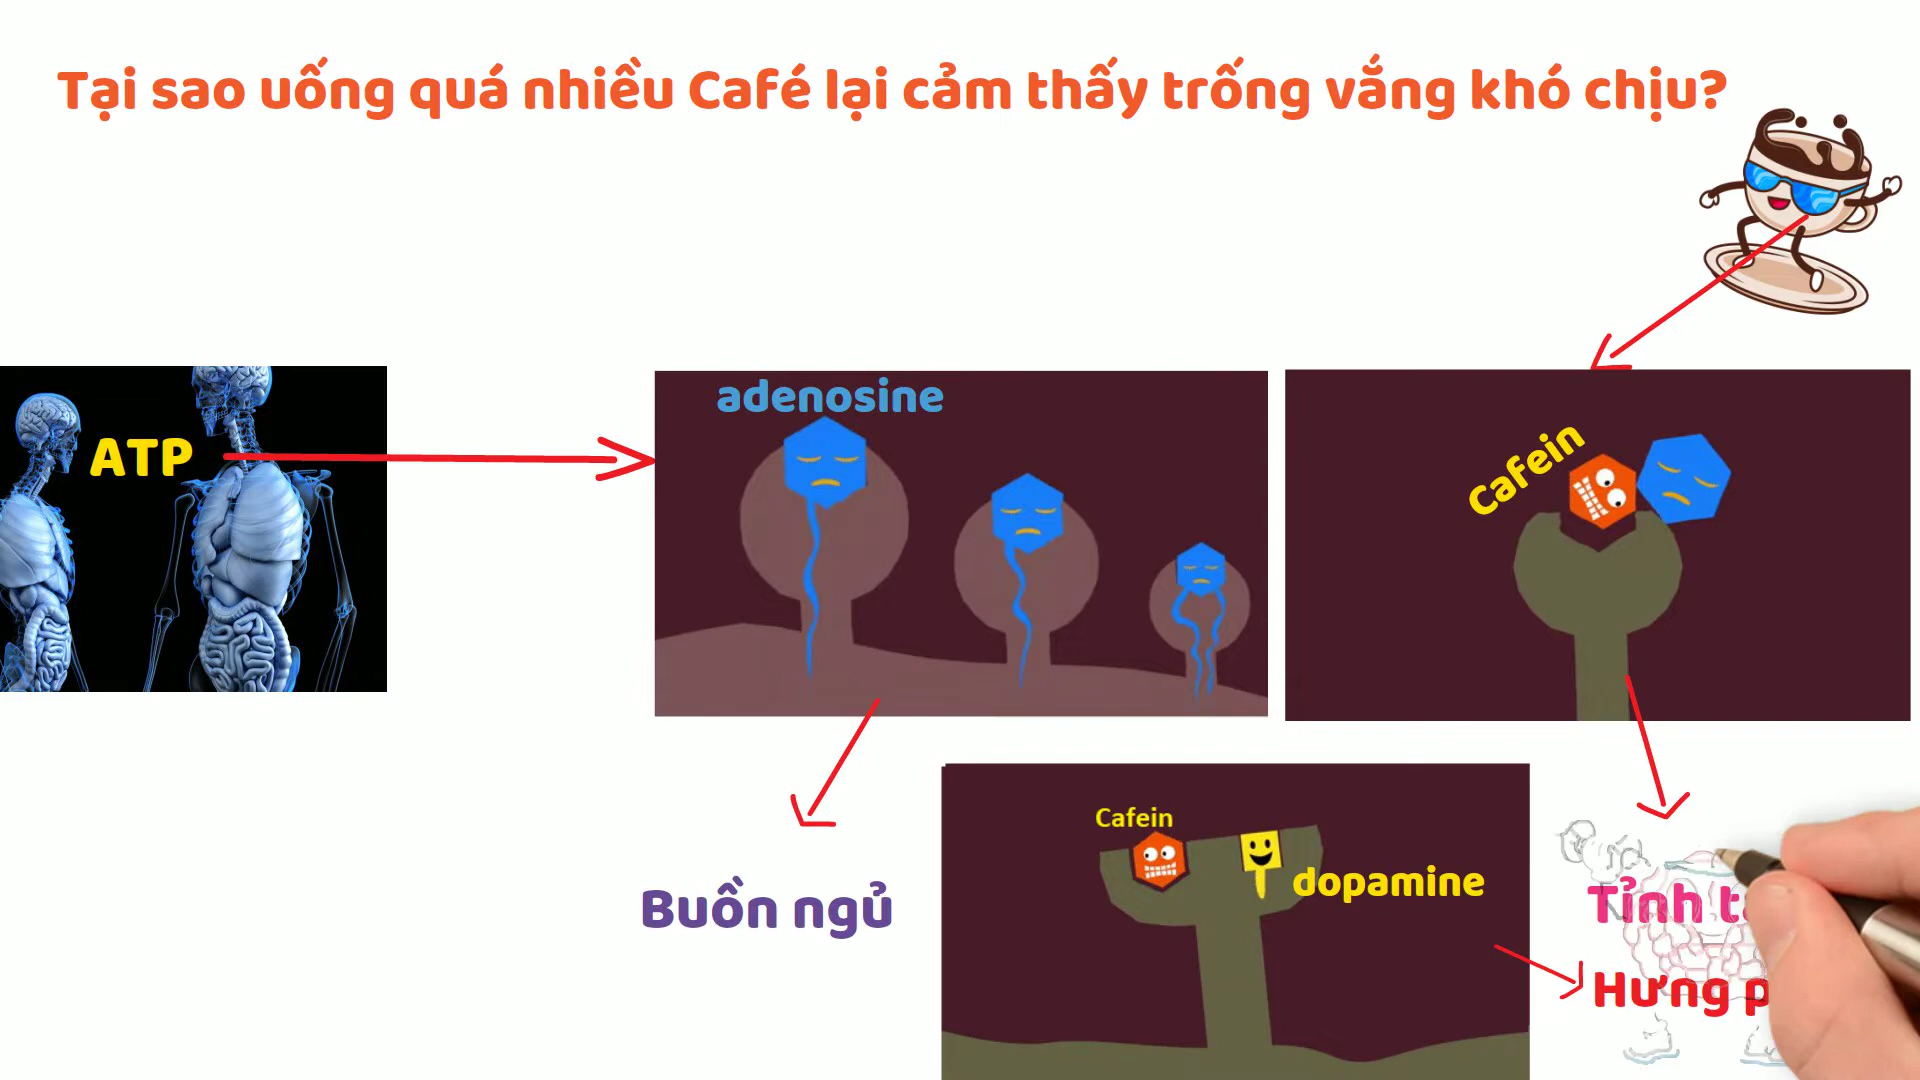 Tại sao uống quá nhiều Café lại cảm thấy trống vắng khó chịu?
adenosine
ATP
Cafein
Cafein
dopamine
Buồn ngủ
Tỉnh
Hưng